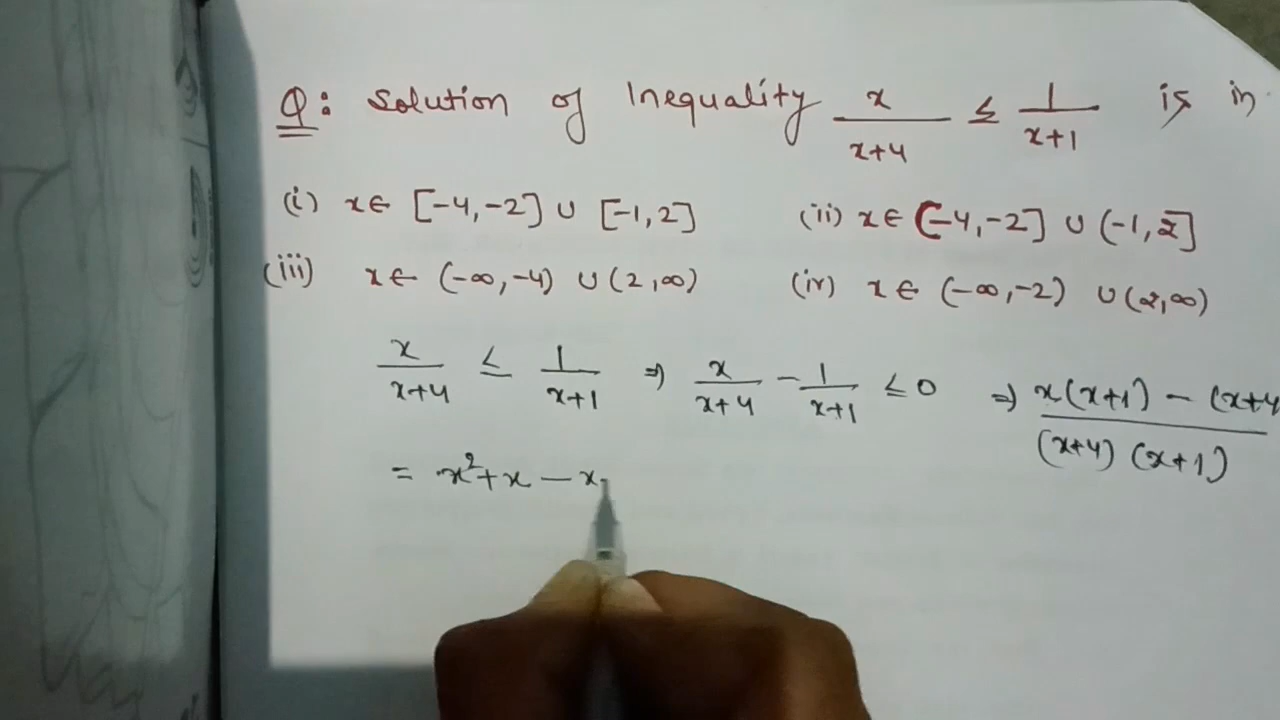 Q: Solution of Inequality x/(x+4) ≤ 1/(x+1) is in
(i) x∈ [-4,-2] ∪ [-1,2] (ii) x∈ (-4,-2] ∪ (-1,2]
(iii) x∈ (-∞,-4) ∪ (2,∞) (iv) x∈ (-∞,-2) ∪ (2,∞)
x/(x+4) ≤ 1/(x+1) ⇒ x/(x+4) - 1/(x+1) ≤ 0 ⇒ (x(x+1) - (x+4)/((x+4)(x+1))
= x²+x-x